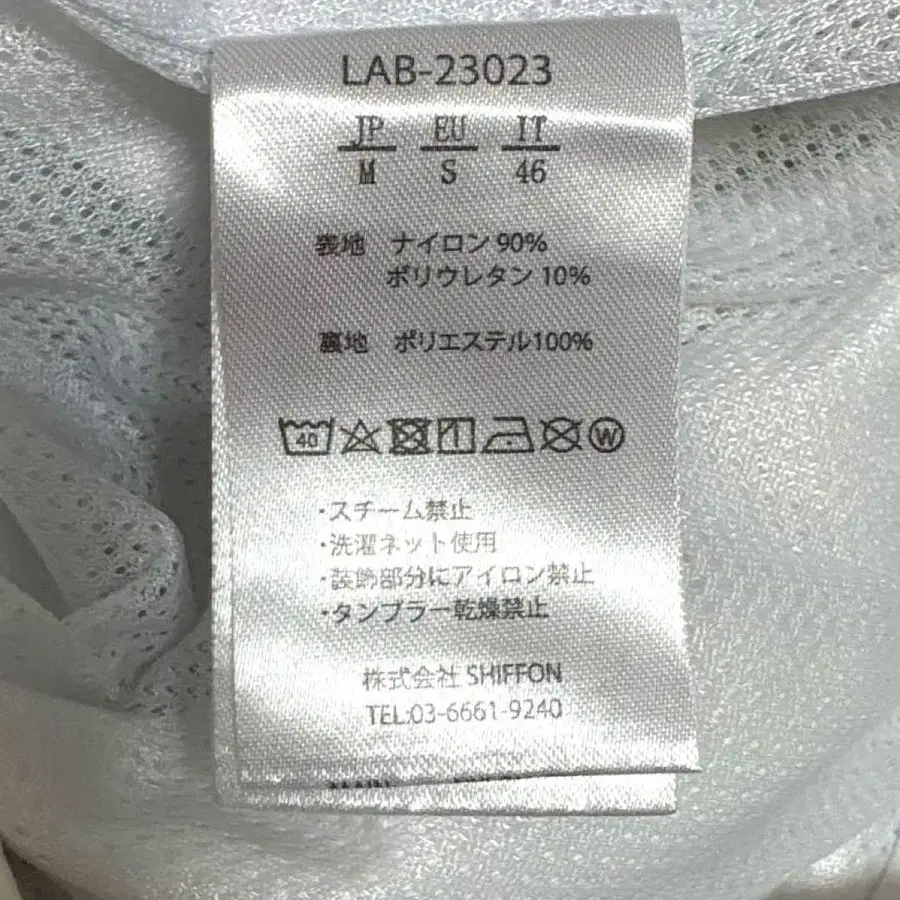 LAB-23023
JP EU IT
M S 46
表地 ナイロン 90%
ポリウレタン 10%
裏地 ポリエステル100%
40 W
・スチーム禁止
・洗濯ネット使用
・装飾部分にアイロン禁止
・タンブラー乾燥禁止
株式会社 SHIFFON
TEL:03-6661-9240